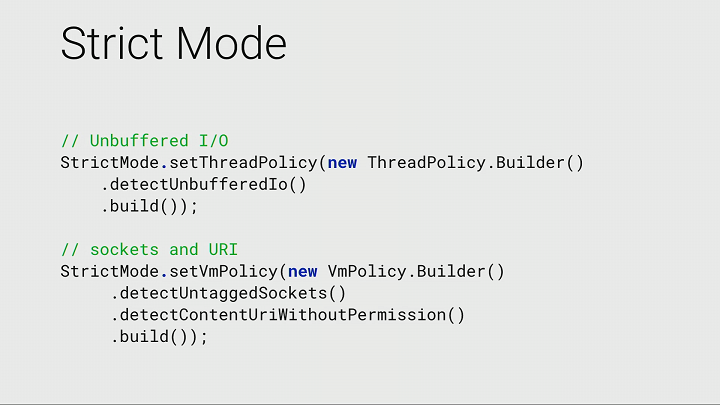 Strict Mode
// Unbuffered I/O
StrictMode.setThreadPolicy(new ThreadPolicy.Builder()
.detectUnbufferedIo()
.build());
// sockets and URI
StrictMode.setVmPolicy(new VmPolicy.Builder()
.detectUntaggedSockets()
.detectContentUriWithoutPermission()
.build());